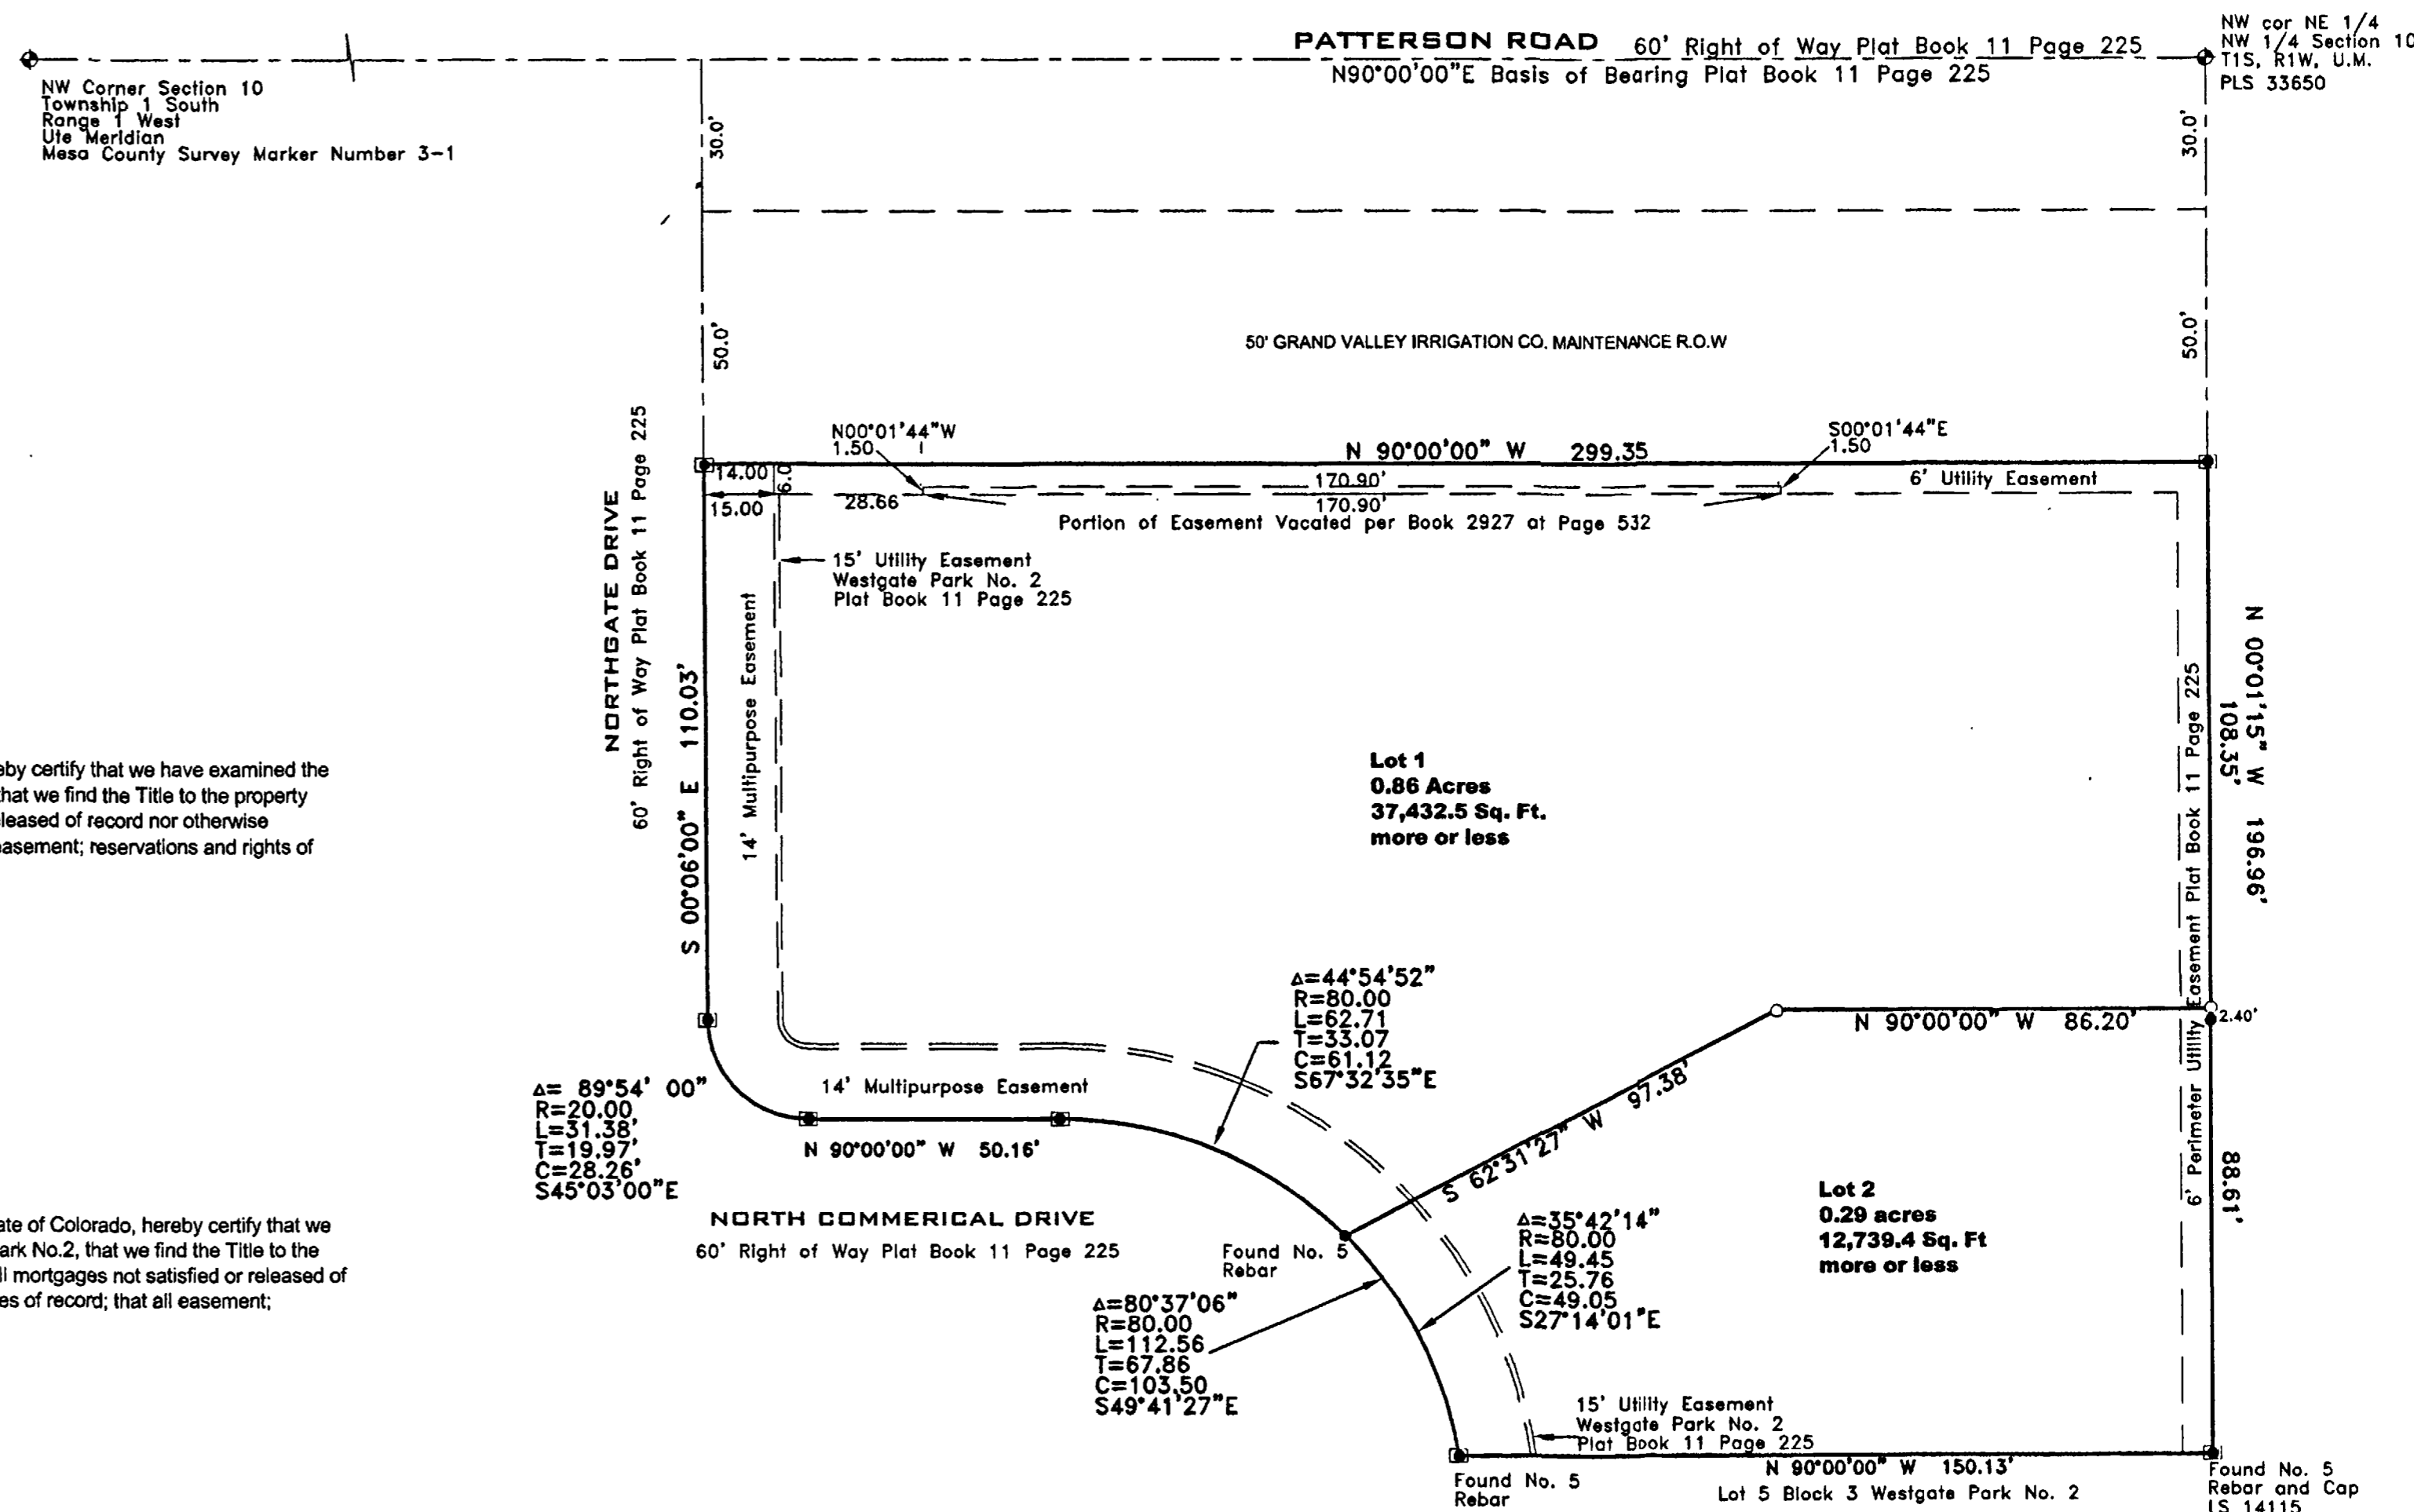 PATTERSON ROAD 60' Right of Way Plat Book 11 Page 225
N90°00'00"E Basis of Bearing Plat Book 11 Page 225
NW cor NE 1/4
NW 1/4 Section 10
T1S, R1W, U.M.
PLS 33650
NW Corner Section 10
Township 1 South
Range 1 West
Ute Meridian
Mesa County Survey Marker Number 3-1
30.0'
30.0'
50.0'
50.0'
50' GRAND VALLEY IRRIGATION CO. MAINTENANCE R.O.W
NORTHGATE DRIVE
60' Right of Way Plat Book 11 Page 225
N00°01'44"W
1.50
N 90°00'00" W 299.35
S00°01'44"E
1.50
14.00
6.0
170.90'
6' Utility Easement
15.00
28.66
170.90'
Portion of Easement Vacated per Book 2927 at Page 532
15' Utility Easement
Westgate Park No. 2
Plat Book 11 Page 225
S 00°06'00" E 110.03'
14' Multipurpose Easement
N 00°01'15" W 196.96'
108.35'
6' Perimeter Utility Easement Plat Book 11 Page 225
Lot 1
0.86 Acres
37,432.5 Sq. Ft.
more or less
eby certify that we have examined the
hat we find the Title to the property
leased of record nor otherwise
easement; reservations and rights of
Δ=44°54'52"
R=80.00
L=62.71
T=33.07
C=61.12
S67°32'35"E
N 90°00'00" W 86.20'
2.40'
Δ= 89°54' 00"
R=20.00
L=31.38'
T=19.97'
C=28.26'
S45°03'00"E
14' Multipurpose Easement
N 90°00'00" W 50.16'
S 62°31'27" W 97.38'
88.61'
Lot 2
0.29 acres
12,739.4 Sq. Ft
more or less
NORTH COMMERICAL DRIVE
60' Right of Way Plat Book 11 Page 225
Found No. 5
Rebar
Δ=35°42'14"
R=80.00
L=49.45
T=25.76
C=49.05
S27°14'01"E
ate of Colorado, hereby certify that we
ark No.2, that we find the Title to the
ll mortgages not satisfied or released of
es of record; that all easement;
Δ=80°37'06"
R=80.00
L=112.56
T=67.86
C=103.50
S49°41'27"E
15' Utility Easement
Westgate Park No. 2
Plat Book 11 Page 225
N 90°00'00" W 150.13'
Lot 5 Block 3 Westgate Park No. 2
Found No. 5
Rebar
Found No. 5
Rebar and Cap
LS 14115